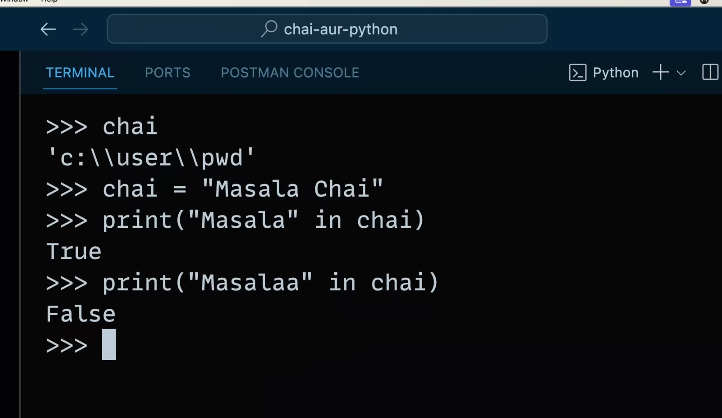 Window Help
chai-aur-python
TERMINAL PORTS POSTMAN CONSOLE Python
>>> chai
'c:\\user\\pwd'
>>> chai = "Masala Chai"
>>> print("Masala" in chai)
True
>>> print("Masalaa" in chai)
False
>>>